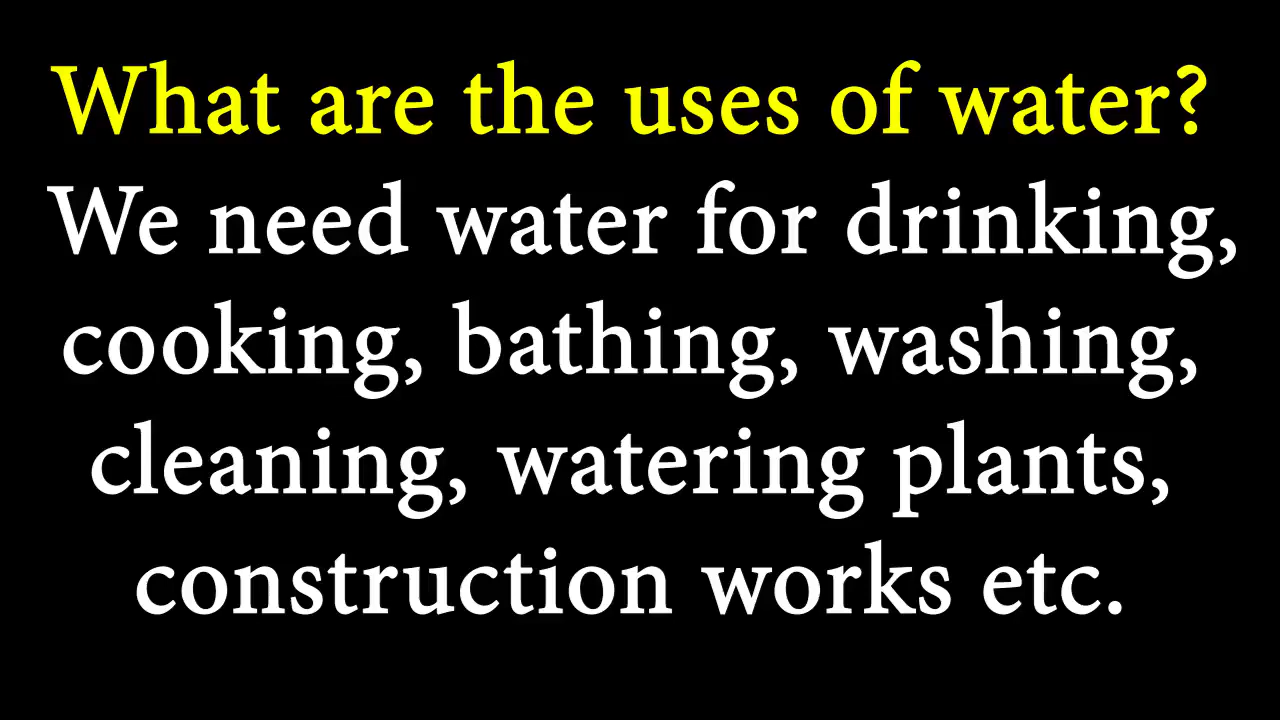 What are the uses of water?
We need water for drinking,
cooking, bathing, washing,
cleaning, watering plants,
construction works etc.